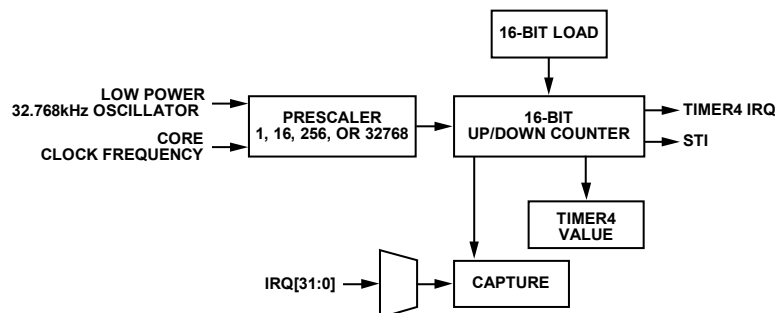 16-BIT LOAD
LOW POWER
32.768kHz OSCILLATOR
CORE
CLOCK FREQUENCY
PRESCALER
1, 16, 256, OR 32768
16-BIT
UP/DOWN COUNTER
TIMER4 IRQ
STI
TIMER4
VALUE
IRQ[31:0]
CAPTURE